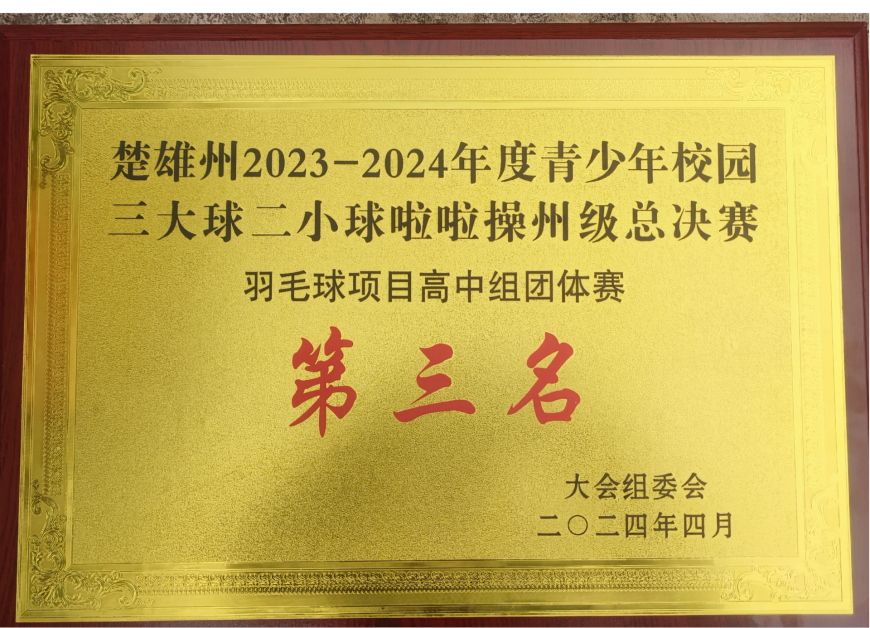 楚雄州2023-2024年度青少年校园
三大球二小球啦啦操州级总决赛
羽毛球项目高中组团体赛
第三名
大会组委会
二〇二四年四月